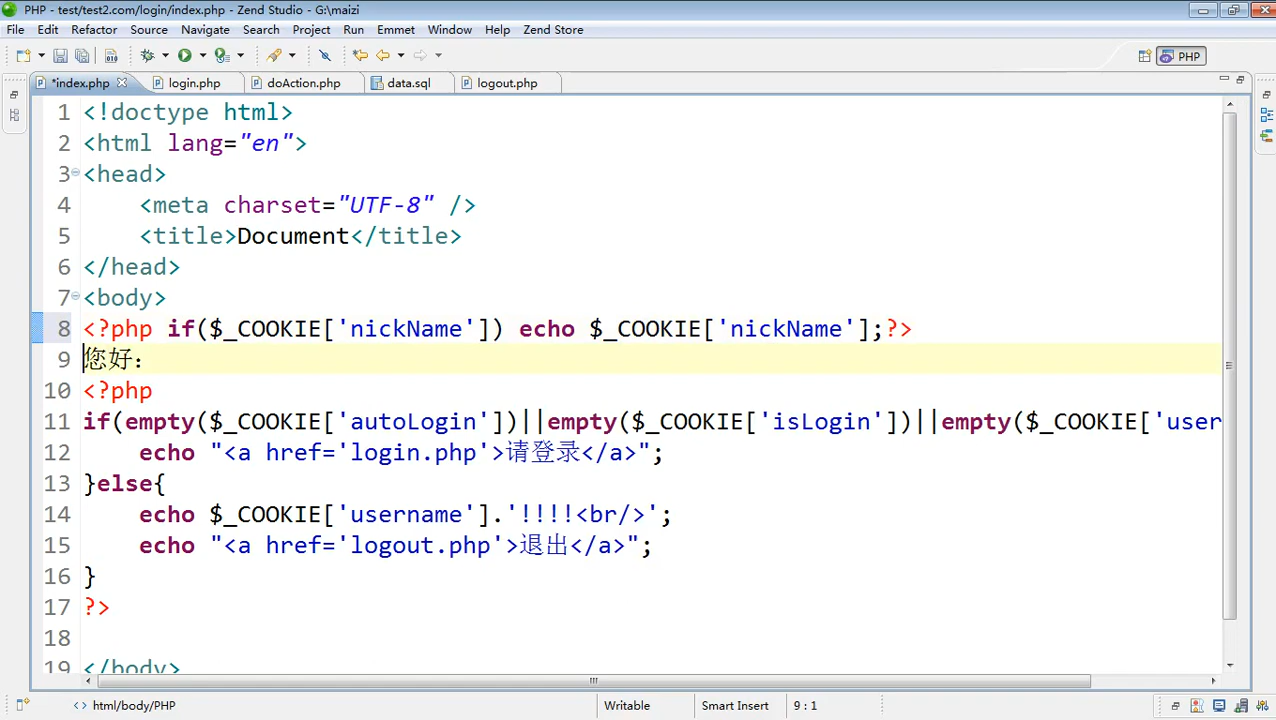 PHP - test/test2.com/login/index.php - Zend Studio - G:\maizi
File Edit Refactor Source Navigate Search Project Run Emmet Window Help Zend Store
PHP
*index.php login.php doAction.php data.sql logout.php
1 <!doctype html>
2 <html lang="en">
3 <head>
4 <meta charset="UTF-8" />
5 <title>Document</title>
6 </head>
7 <body>
8 <?php if($_COOKIE['nickName']) echo $_COOKIE['nickName'];?>
9 您好:
10 <?php
11 if(empty($_COOKIE['autoLogin'])||empty($_COOKIE['isLogin'])||empty($_COOKIE['user
12 echo "<a href='login.php'>请登录</a>";
13 }else{
14 echo $_COOKIE['username'].'!!!!<br/>';
15 echo "<a href='logout.php'>退出</a>";
16 }
17 ?>
18
19 </body>
html/body/PHP Writable Smart Insert 9 : 1